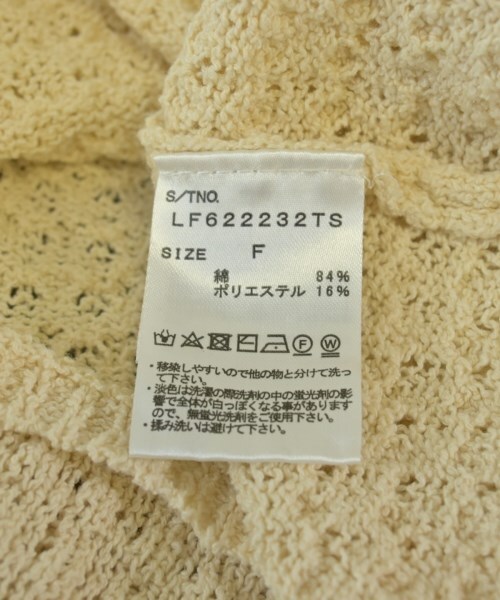 S/TNO.
LF622232TS
SIZE F
綿 84%
ポリエステル 16%
・移染しやすいので他の物と分けて洗っ
て下さい。
・淡色は洗濯の際洗剤の中の蛍光剤の影
響で全体が白っぽくなる事があります
ので、無蛍光洗剤をご使用下さい。
・揉み洗いは避けて下さい。